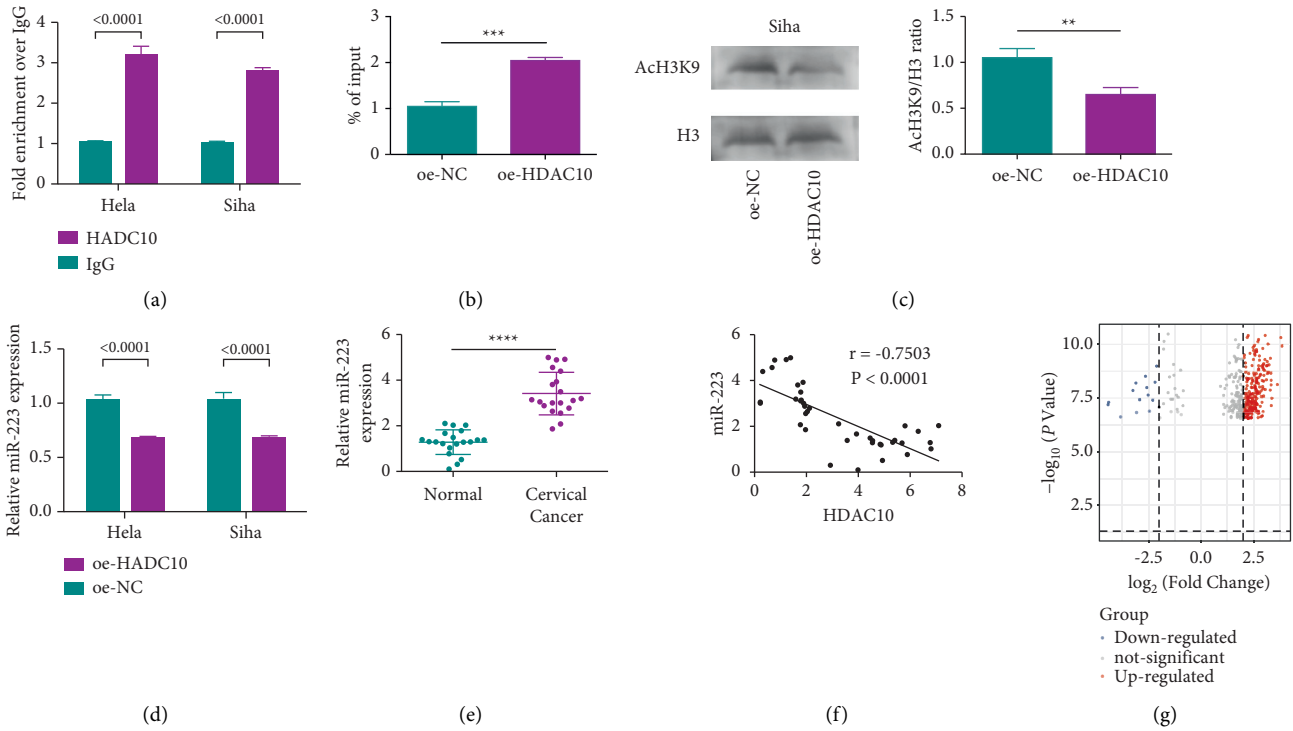 Fold enrichment over IgG
4
3
2
1
0
<0.0001
<0.0001
Hela
Siha
HADC10
IgG
(a)
% of input
3
2
1
0
***
oe-NC
oe-HDAC10
(b)
Siha
AcH3K9
H3
oe-NC
oe-HDAC10
AcH3K9/H3 ratio
1.5
1.0
0.5
0.0
**
oe-NC
oe-HDAC10
(c)
Relative miR-223 expression
1.5
1.0
0.5
0.0
<0.0001
<0.0001
Hela
Siha
oe-HADC10
oe-NC
(d)
Relative miR-223
expression
6
4
2
0
****
Normal
Cervical
Cancer
(e)
miR-223
6
4
2
0
r = -0.7503
P < 0.0001
0
2
4
6
8
HDAC10
(f)
−log10 (P Value)
10.0
7.5
5.0
2.5
-2.5
0.0
2.5
log2 (Fold Change)
Group
Down-regulated
not-significant
Up-regulated
(g)